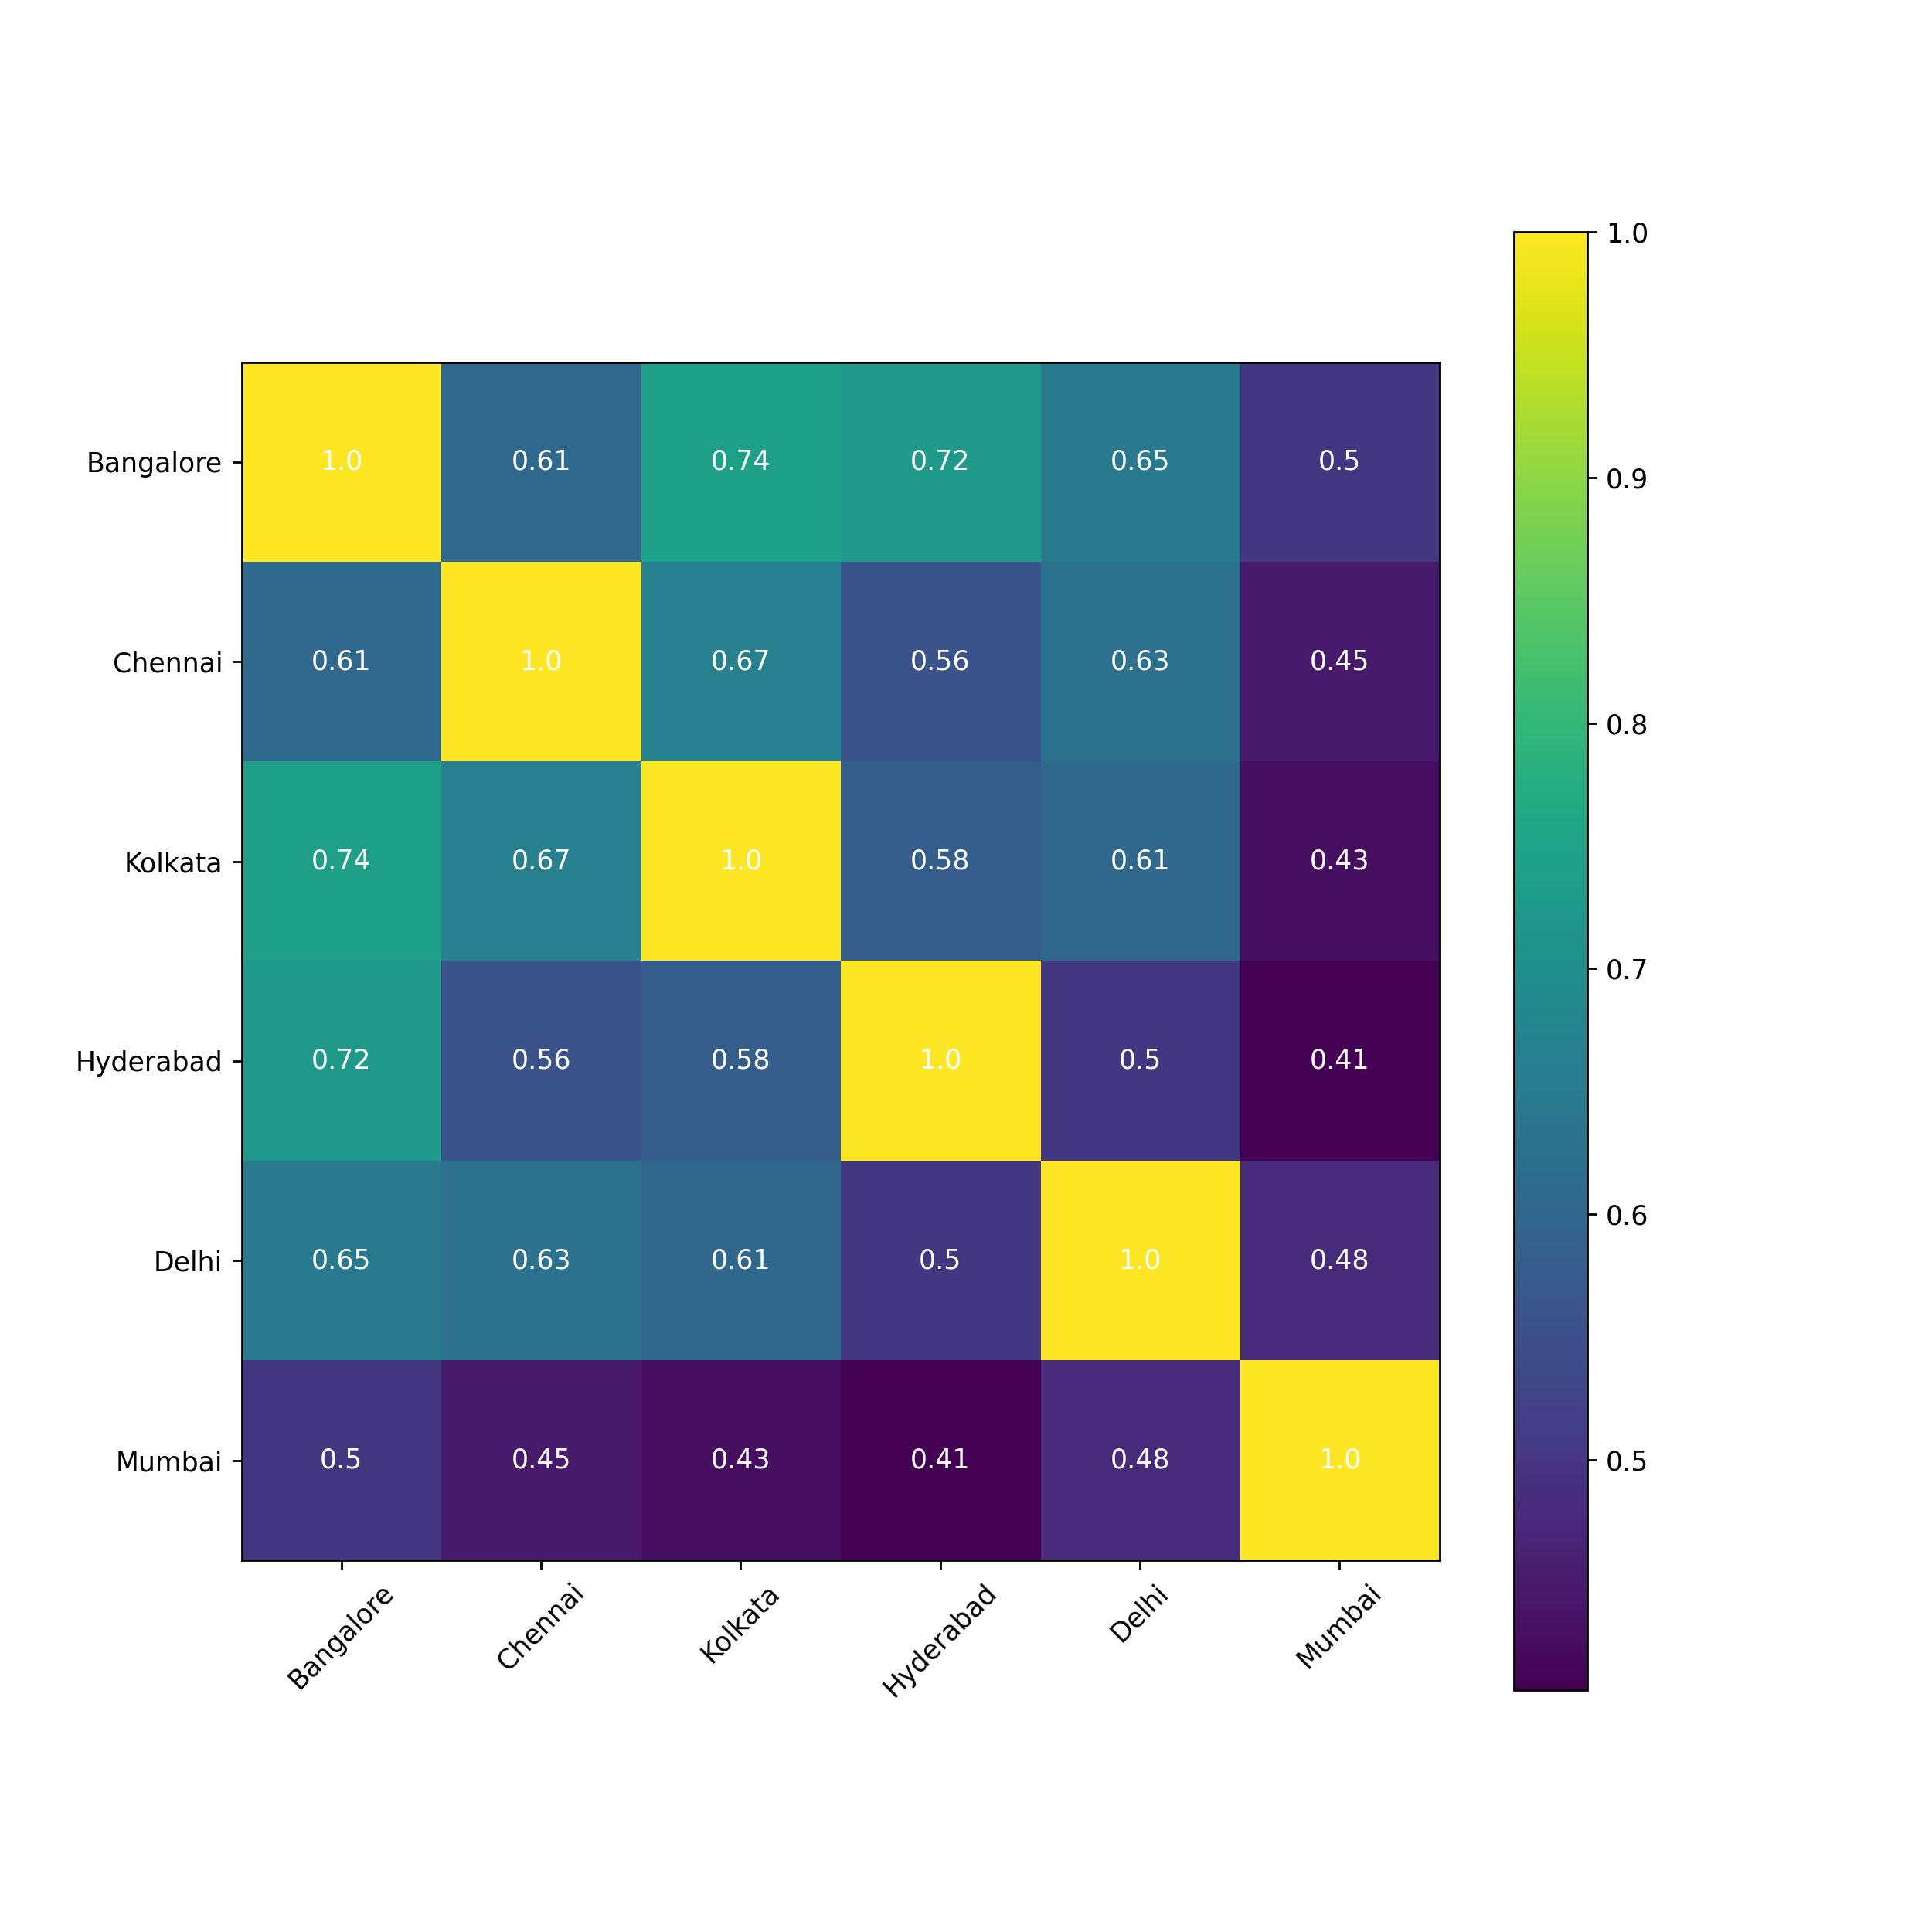 Bangalore 1.0 0.61 0.74 0.72 0.65 0.5
Chennai 0.61 1.0 0.67 0.56 0.63 0.45
Kolkata 0.74 0.67 1.0 0.58 0.61 0.43
Hyderabad 0.72 0.56 0.58 1.0 0.5 0.41
Delhi 0.65 0.63 0.61 0.5 1.0 0.48
Mumbai 0.5 0.45 0.43 0.41 0.48 1.0
Bangalore Chennai Kolkata Hyderabad Delhi Mumbai
1.0
0.9
0.8
0.7
0.6
0.5